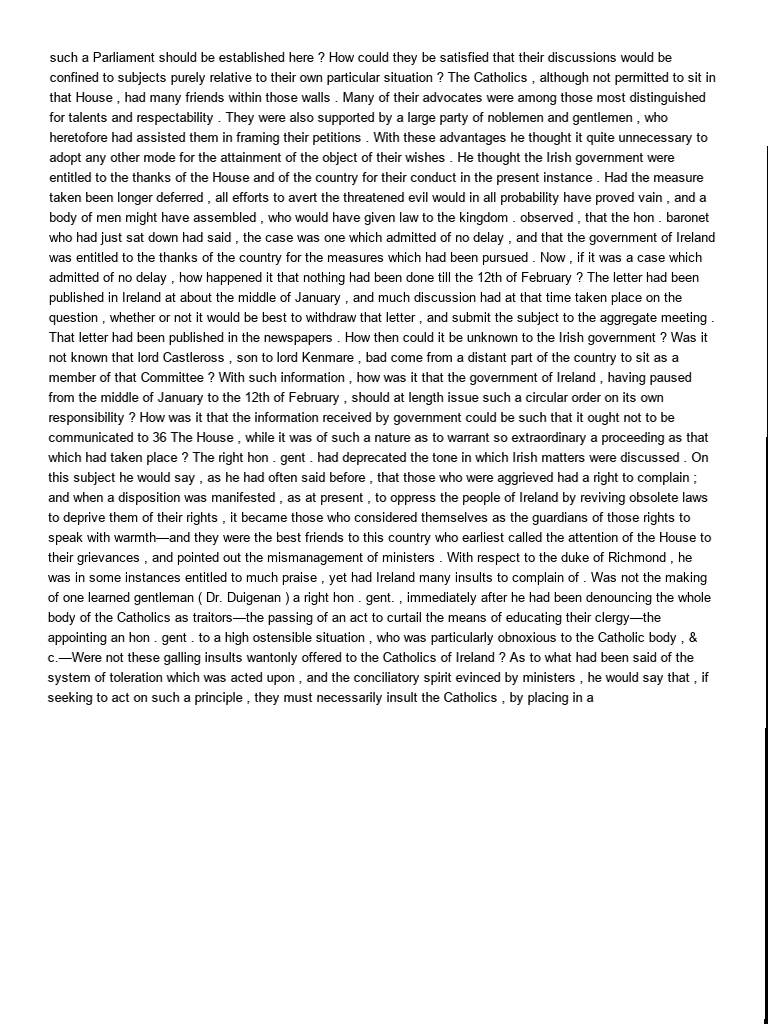 such a Parliament should be established here ? How could they be satisfied that their discussions would be
confined to subjects purely relative to their own particular situation ? The Catholics , although not permitted to sit in
that House , had many friends within those walls . Many of their advocates were among those most distinguished
for talents and respectability . They were also supported by a large party of noblemen and gentlemen , who
heretofore had assisted them in framing their petitions . With these advantages he thought it quite unnecessary to
adopt any other mode for the attainment of the object of their wishes . He thought the Irish government were
entitled to the thanks of the House and of the country for their conduct in the present instance . Had the measure
taken been longer deferred , all efforts to avert the threatened evil would in all probability have proved vain , and a
body of men might have assembled , who would have given law to the kingdom . observed , that the hon . baronet
who had just sat down had said , the case was one which admitted of no delay , and that the government of Ireland
was entitled to the thanks of the country for the measures which had been pursued . Now , if it was a case which
admitted of no delay , how happened it that nothing had been done till the 12th of February ? The letter had been
published in Ireland at about the middle of January , and much discussion had at that time taken place on the
question , whether or not it would be best to withdraw that letter , and submit the subject to the aggregate meeting .
That letter had been published in the newspapers . How then could it be unknown to the Irish government ? Was it
not known that lord Castleross , son to lord Kenmare , bad come from a distant part of the country to sit as a
member of that Committee ? With such information , how was it that the government of Ireland , having paused
from the middle of January to the 12th of February , should at length issue such a circular order on its own
responsibility ? How was it that the information received by government could be such that it ought not to be
communicated to 36 The House , while it was of such a nature as to warrant so extraordinary a proceeding as that
which had taken place ? The right hon . gent . had deprecated the tone in which Irish matters were discussed . On
this subject he would say , as he had often said before , that those who were aggrieved had a right to complain ;
and when a disposition was manifested , as at present , to oppress the people of Ireland by reviving obsolete laws
to deprive them of their rights , it became those who considered themselves as the guardians of those rights to
speak with warmth—and they were the best friends to this country who earliest called the attention of the House to
their grievances , and pointed out the mismanagement of ministers . With respect to the duke of Richmond , he
was in some instances entitled to much praise , yet had Ireland many insults to complain of . Was not the making
of one learned gentleman ( Dr. Duigenan ) a right hon . gent. , immediately after he had been denouncing the whole
body of the Catholics as traitors—the passing of an act to curtail the means of educating their clergy—the
appointing an hon . gent . to a high ostensible situation , who was particularly obnoxious to the Catholic body , &
c.—Were not these galling insults wantonly offered to the Catholics of Ireland ? As to what had been said of the
system of toleration which was acted upon , and the conciliatory spirit evinced by ministers , he would say that , if
seeking to act on such a principle , they must necessarily insult the Catholics , by placing in a